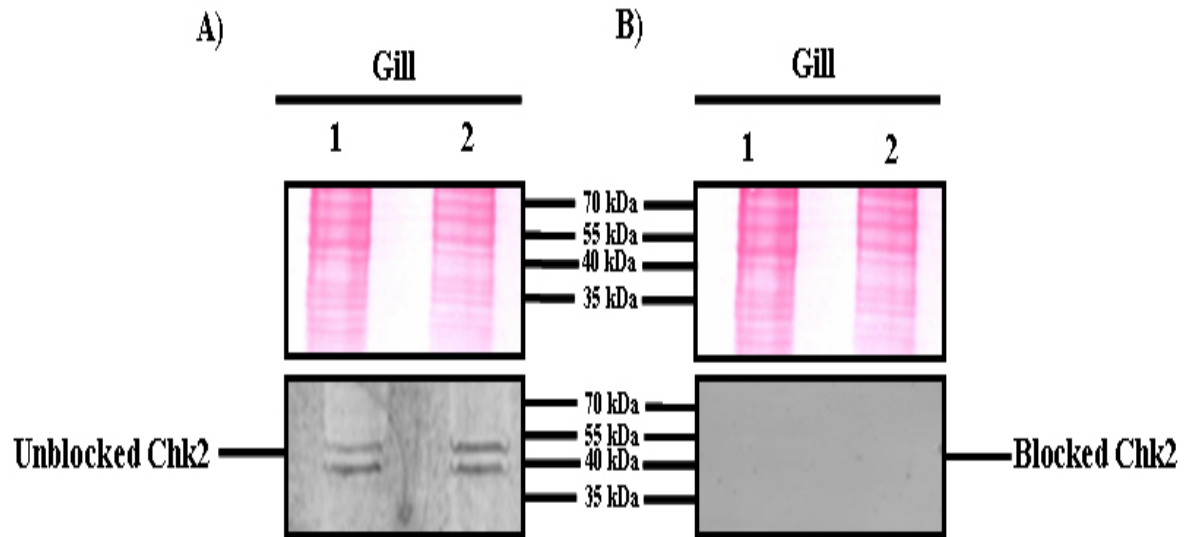 A)
B)
Gill
Gill
1
2
1
2
70 kDa
55 kDa
40 kDa
35 kDa
70 kDa
55 kDa
40 kDa
35 kDa
Unblocked Chk2
Blocked Chk2